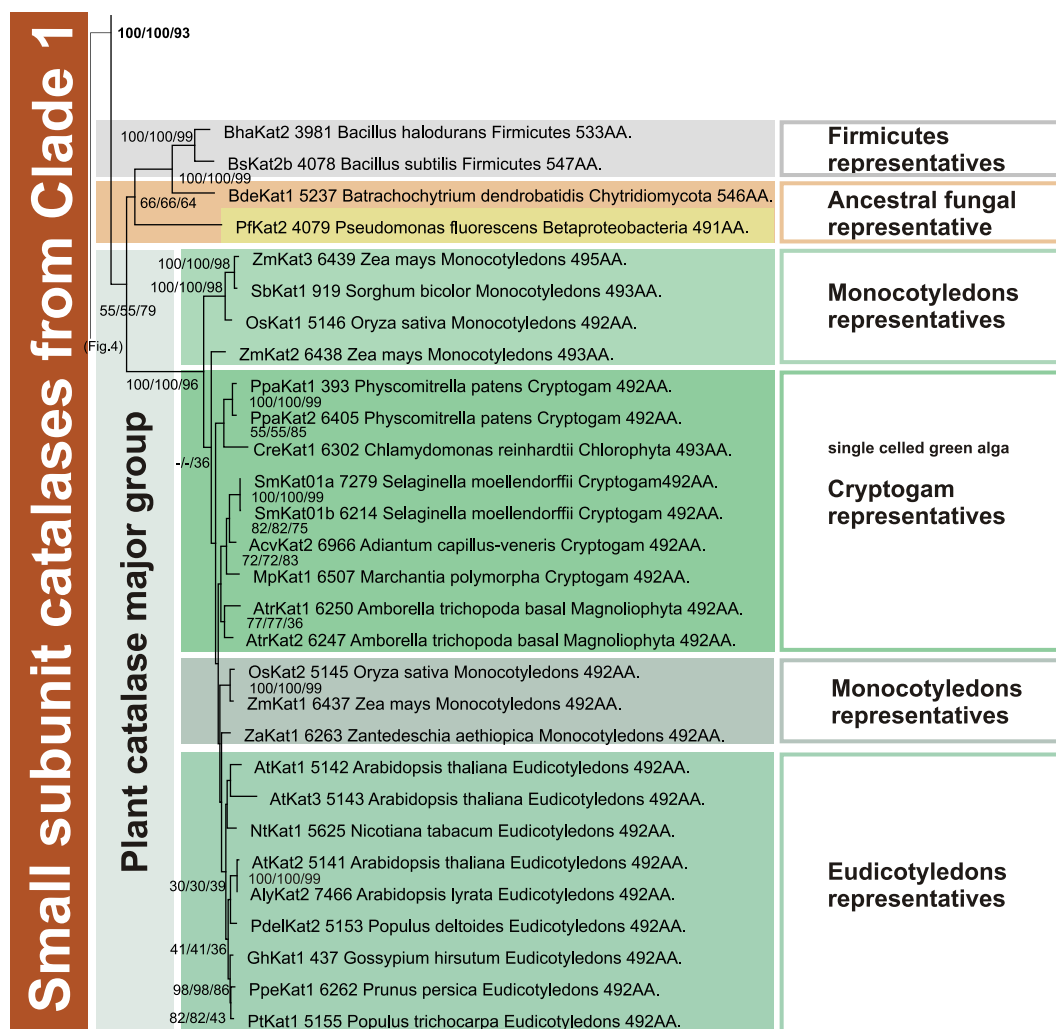 Small subunit catalases from Clade 1
Plant catalase major group
100/100/93
100/100/99
BhaKat2 3981 Bacillus halodurans Firmicutes 533AA.
BsKat2b 4078 Bacillus subtilis Firmicutes 547AA.
100/100/99
BdeKat1 5237 Batrachochytrium dendrobatidis Chytridiomycota 546AA.
66/66/64
PfKat2 4079 Pseudomonas fluorescens Betaproteobacteria 491AA.
ZmKat3 6439 Zea mays Monocotyledons 495AA.
100/100/98
100/100/98
SbKat1 919 Sorghum bicolor Monocotyledons 493AA.
55/55/79
OsKat1 5146 Oryza sativa Monocotyledons 492AA.
(Fig.4)
ZmKat2 6438 Zea mays Monocotyledons 493AA.
100/100/96
PpaKat1 393 Physcomitrella patens Cryptogam 492AA.
100/100/99
PpaKat2 6405 Physcomitrella patens Cryptogam 492AA.
55/55/85
CreKat1 6302 Chlamydomonas reinhardtii Chlorophyta 493AA.
-/-/36
SmKat01a 7279 Selaginella moellendorffii Cryptogam492AA.
100/100/99
SmKat01b 6214 Selaginella moellendorffii Cryptogam 492AA.
82/82/75
AcvKat2 6966 Adiantum capillus-veneris Cryptogam 492AA.
72/72/83
MpKat1 6507 Marchantia polymorpha Cryptogam 492AA.
AtrKat1 6250 Amborella trichopoda basal Magnoliophyta 492AA.
77/77/36
AtrKat2 6247 Amborella trichopoda basal Magnoliophyta 492AA.
OsKat2 5145 Oryza sativa Monocotyledons 492AA.
100/100/99
ZmKat1 6437 Zea mays Monocotyledons 492AA.
ZaKat1 6263 Zantedeschia aethiopica Monocotyledons 492AA.
AtKat1 5142 Arabidopsis thaliana Eudicotyledons 492AA.
AtKat3 5143 Arabidopsis thaliana Eudicotyledons 492AA.
NtKat1 5625 Nicotiana tabacum Eudicotyledons 492AA.
AtKat2 5141 Arabidopsis thaliana Eudicotyledons 492AA.
100/100/99
30/30/39
AlyKat2 7466 Arabidopsis lyrata Eudicotyledons 492AA.
PdelKat2 5153 Populus deltoides Eudicotyledons 492AA.
41/41/36
GhKat1 437 Gossypium hirsutum Eudicotyledons 492AA.
98/98/86
PpeKat1 6262 Prunus persica Eudicotyledons 492AA.
82/82/43
PtKat1 5155 Populus trichocarpa Eudicotyledons 492AA.
Firmicutes
representatives
Ancestral fungal
representative
Monocotyledons
representatives
single celled green alga
Cryptogam
representatives
Monocotyledons
representatives
Eudicotyledons
representatives